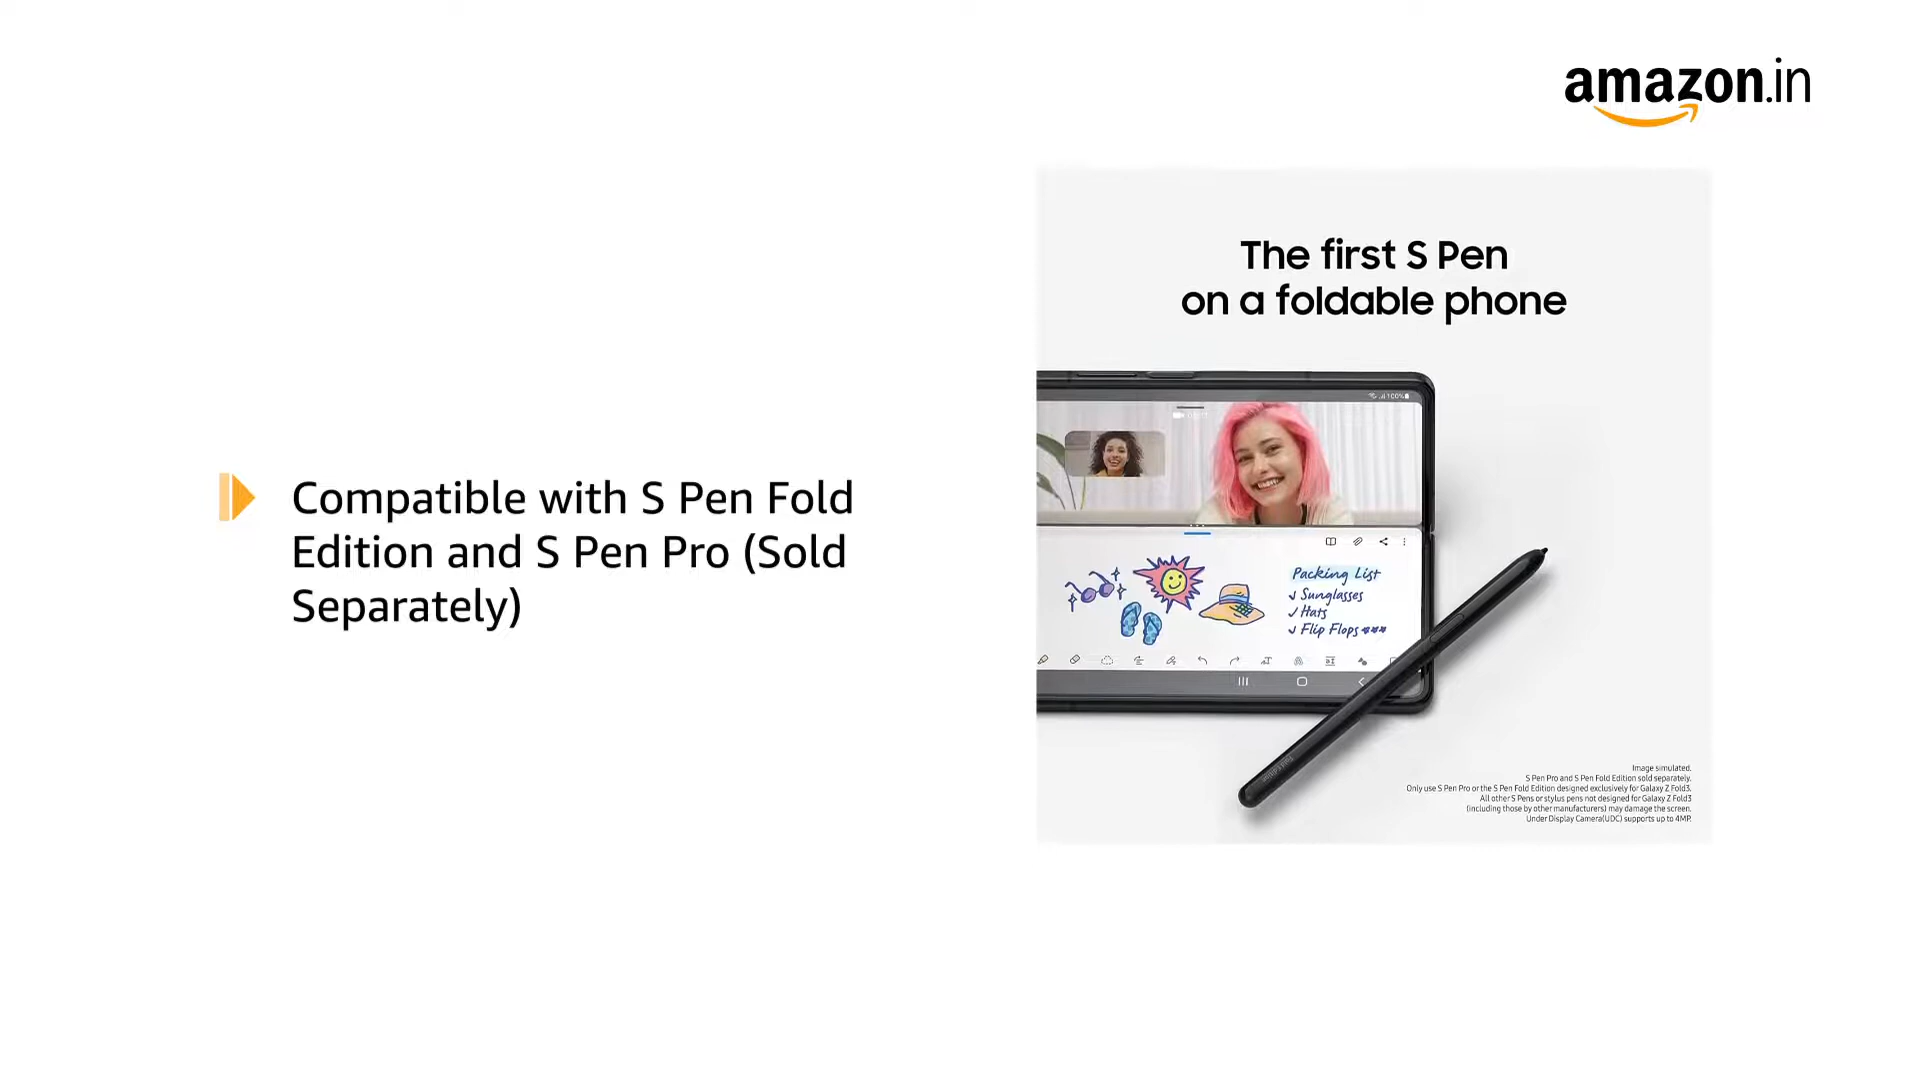 amazon.in
The first S Pen
on a foldable phone
Compatible with S Pen Fold
Edition and S Pen Pro (Sold
Separately)
100%
Packing List
✓ Sunglasses
✓ Hats
✓ Flip Flops
Image simulated.
S Pen Pro and S Pen Fold Edition sold separately.
Only use S Pen Pro or the S Pen Fold Edition designed exclusively for Galaxy Z Fold3.
All other S Pens or stylus pens not designed for Galaxy Z Fold3
(including those by other manufacturers) may damage the screen.
Under Display Camera(UDC) supports up to 4MP.